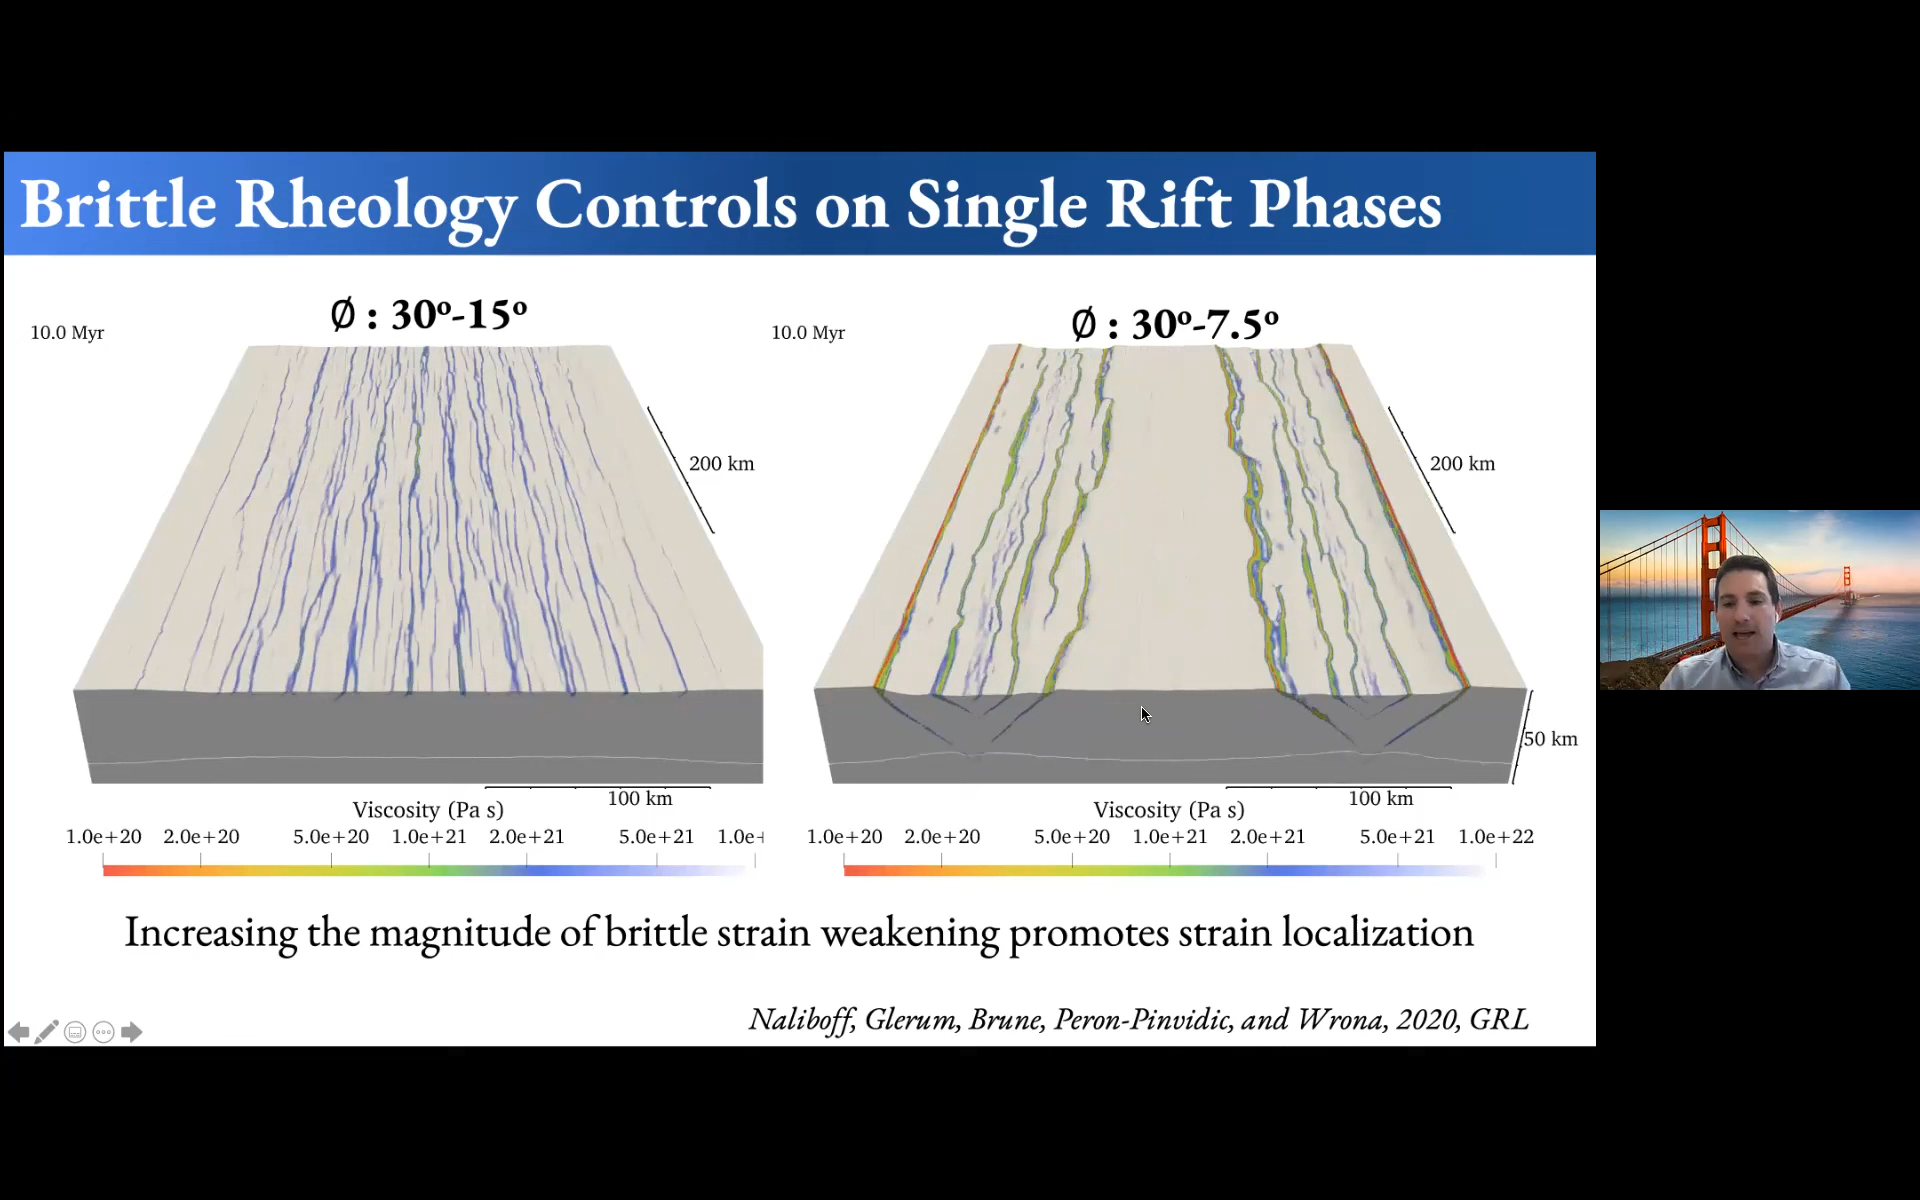 Brittle Rheology Controls on Single Rift Phases
∅ : 30º-15º
10.0 Myr
200 km
100 km
Viscosity (Pa s)
1.0e+20 2.0e+20 5.0e+20 1.0e+21 2.0e+21 5.0e+21 1.0e+
∅ : 30º-7.5º
10.0 Myr
200 km
50 km
100 km
Viscosity (Pa s)
1.0e+20 2.0e+20 5.0e+20 1.0e+21 2.0e+21 5.0e+21 1.0e+22
Increasing the magnitude of brittle strain weakening promotes strain localization
Naliboff, Glerum, Brune, Peron-Pinvidic, and Wrona, 2020, GRL